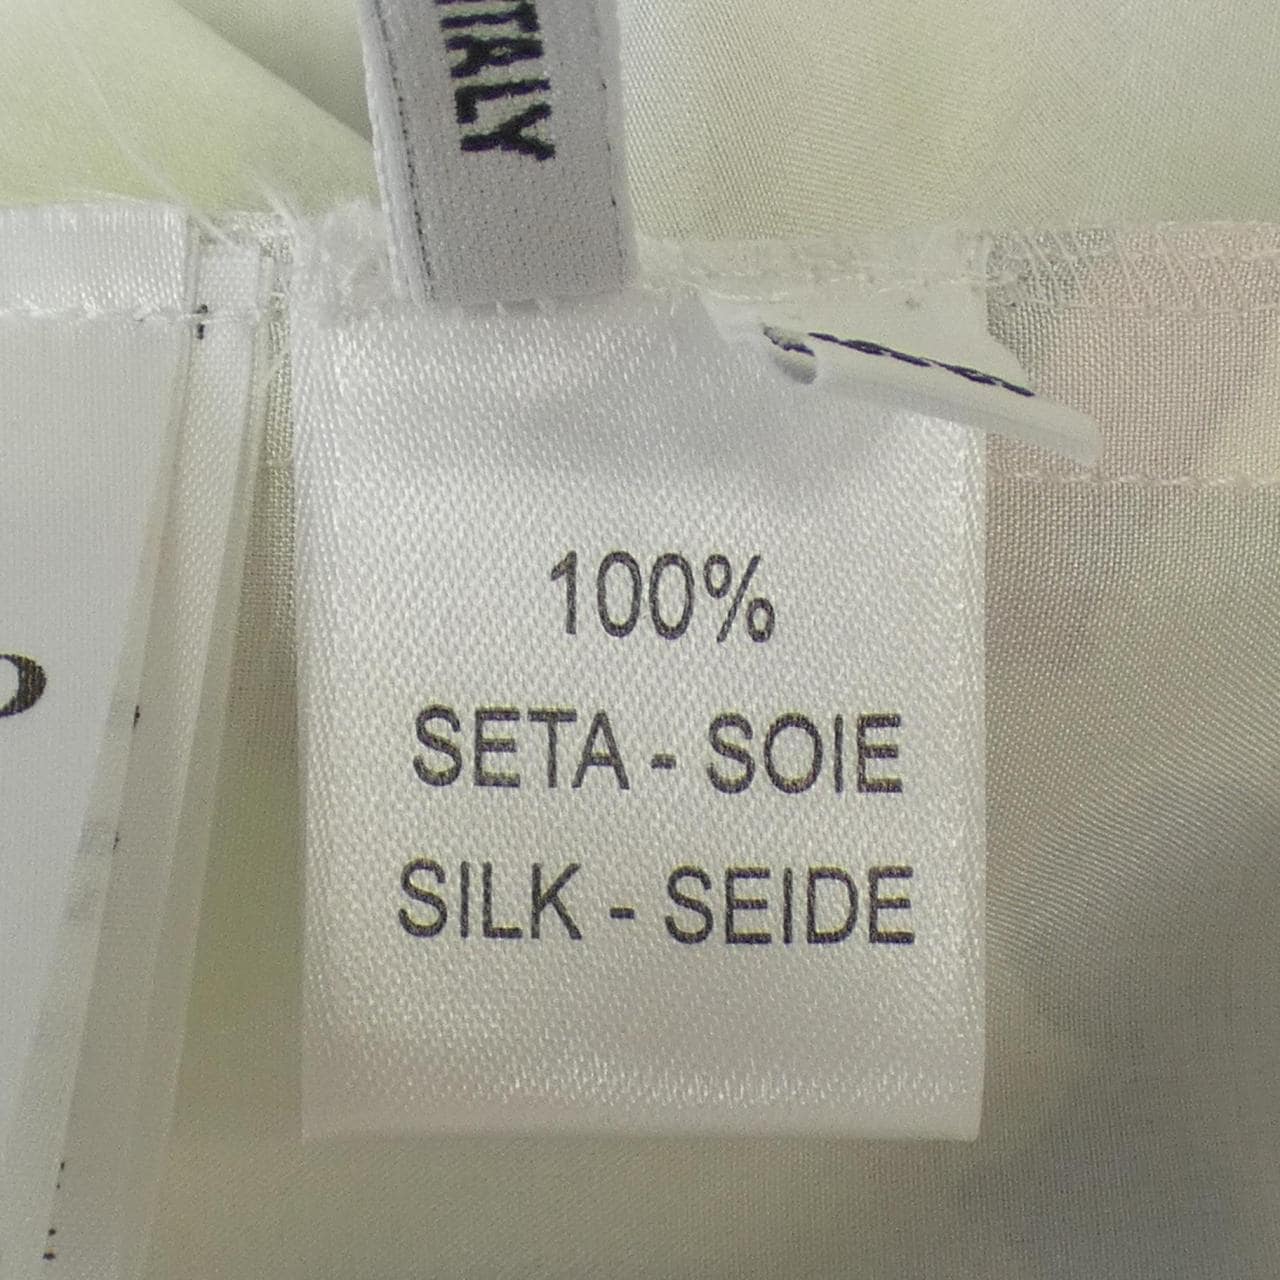 ITALY
100%
SETA - SOIE
SILK - SEIDE